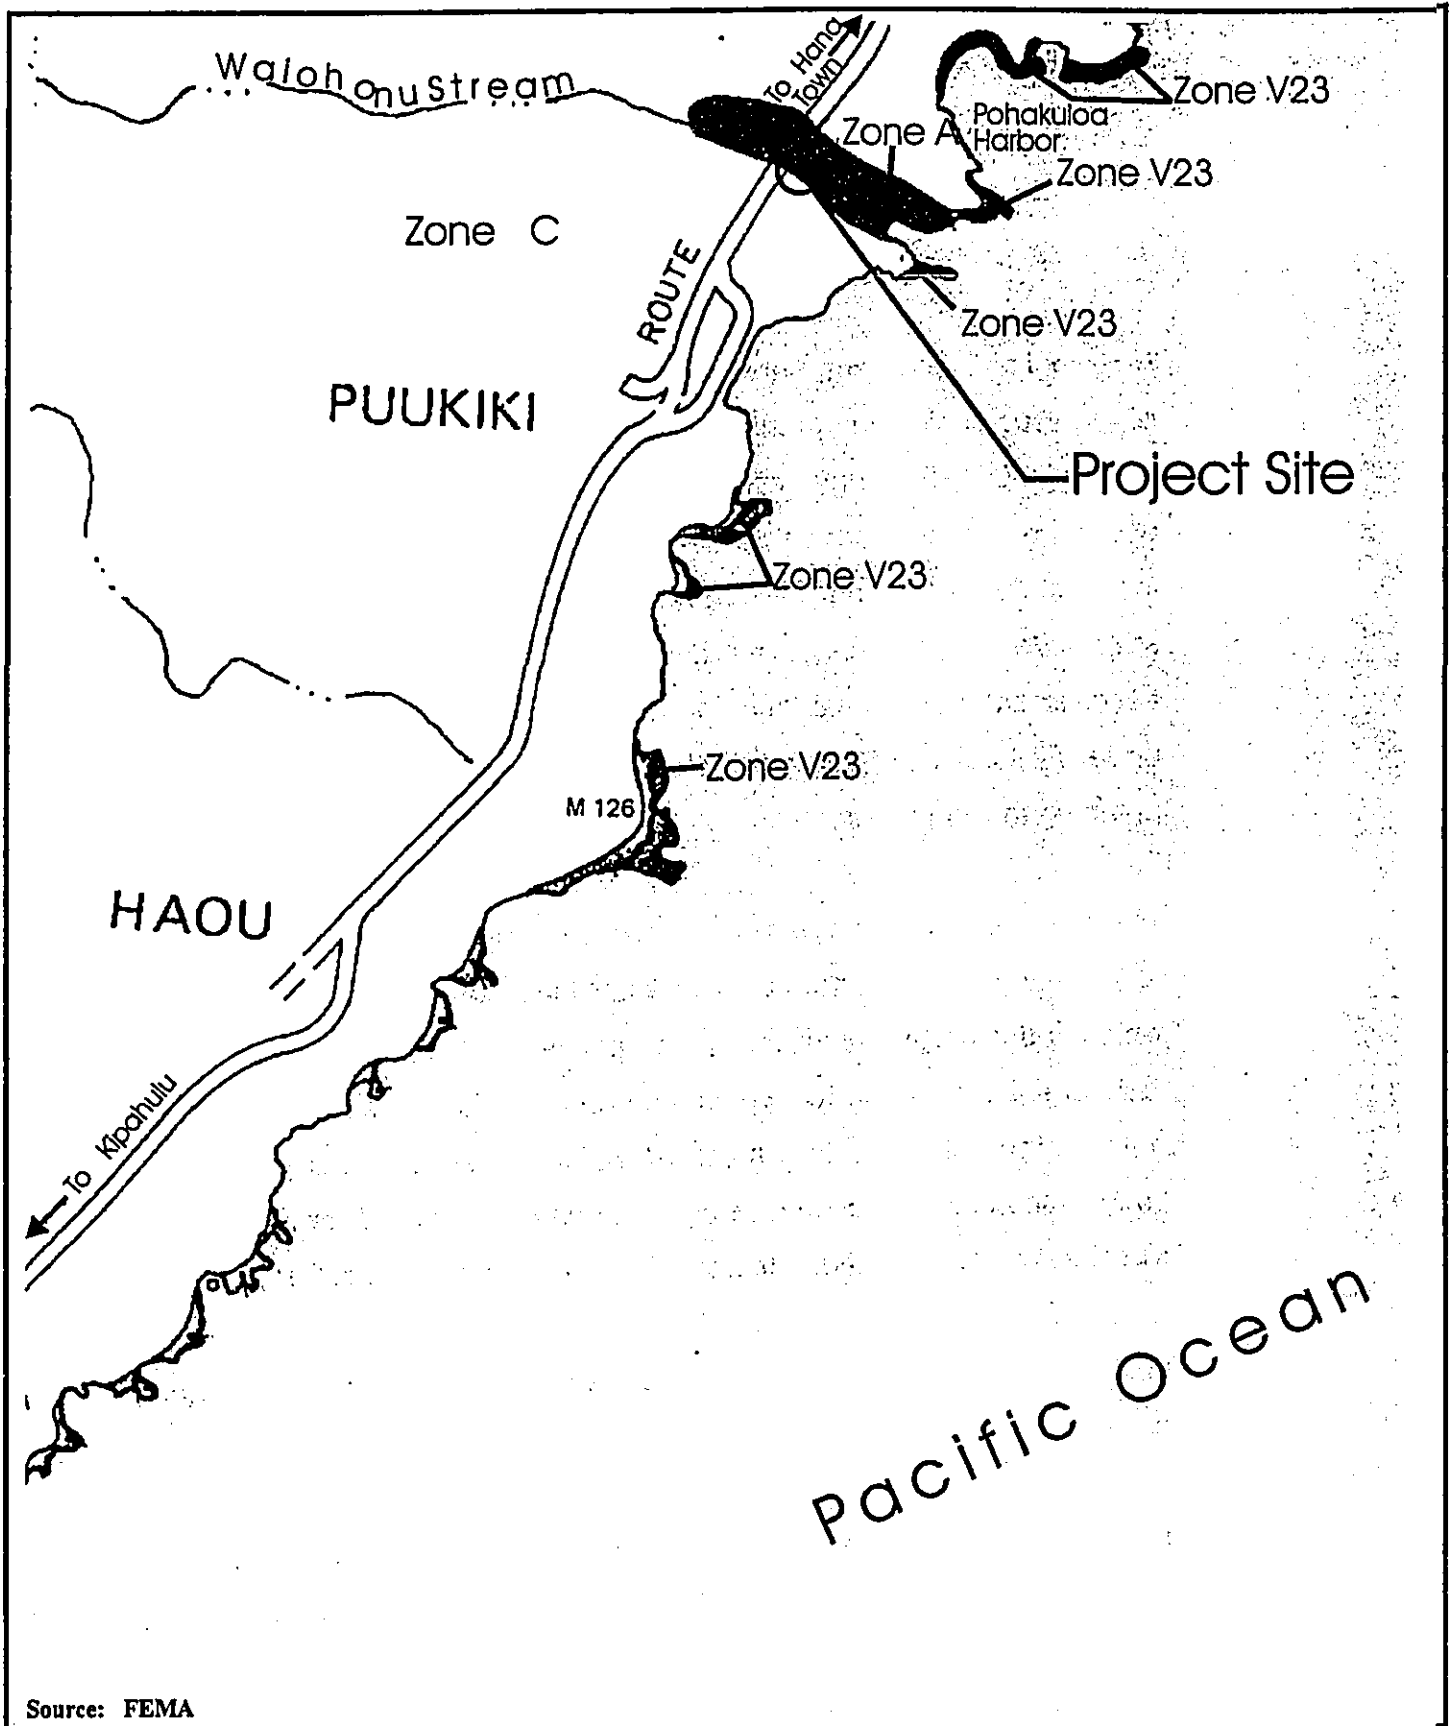 To Hana
Town
Walohonu Stream
Zone V23
Pohakuloa
Harbor
Zone A
Zone V23
Zone C
ROUTE
Zone V23
PUUKIKI
Project Site
Zone V23
Zone V23
M 126
HAOU
To Kipahulu
Pacific Ocean
Source: FEMA